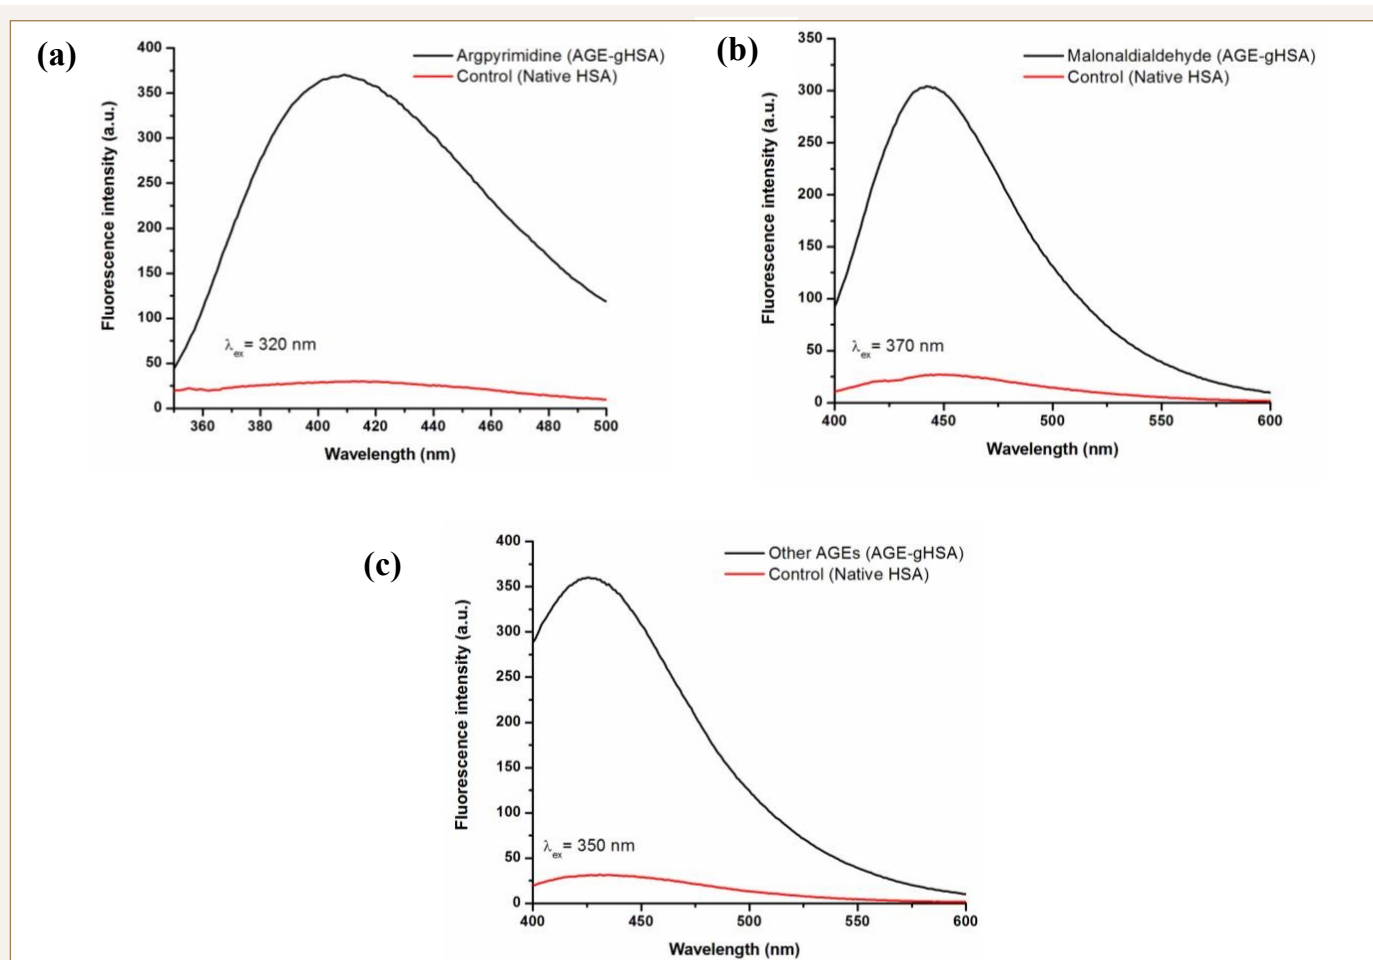 (a)
Argpyrimidine (AGE-gHSA)
Control (Native HSA)
400
350
300
250
200
150
100
50
0
Fluorescence intensity (a.u.)
λex= 320 nm
360 380 400 420 440 460 480 500
Wavelength (nm)
(b)
Malonaldialdehyde (AGE-gHSA)
Control (Native HSA)
350
300
250
200
150
100
50
0
Fluorescence intensity (a.u.)
λex= 370 nm
400 450 500 550 600
Wavelength (nm)
(c)
Other AGEs (AGE-gHSA)
Control (Native HSA)
400
350
300
250
200
150
100
50
0
Fluorescence intensity (a.u.)
λex= 350 nm
400 450 500 550 600
Wavelength (nm)